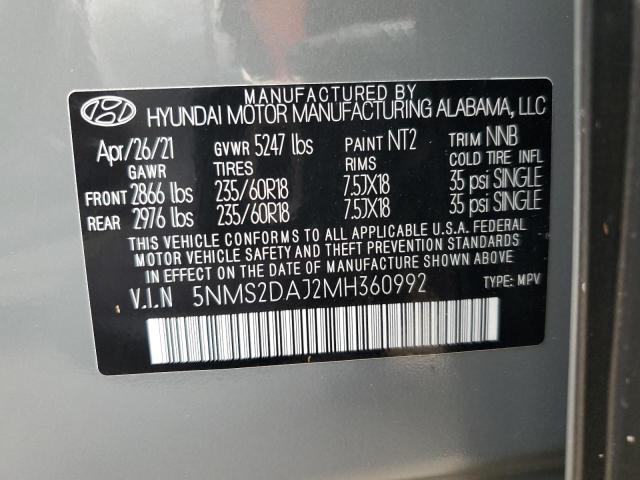 MANUFACTURED BY
HYUNDAI MOTOR MANUFACTURING ALABAMA, LLC
Apr/26/21 GVWR 5247 lbs PAINT NT2 TRIM NNB
GAWR TIRES RIMS COLD TIRE INFL
FRONT 2866 lbs 235/60R18 7.5JX18 35 psi SINGLE
REAR 2976 lbs 235/60R18 7.5JX18 35 psi SINGLE
THIS VEHICLE CONFORMS TO ALL APPLICABLE U.S.A. FEDERAL
MOTOR VEHICLE SAFETY AND THEFT PREVENTION STANDARDS
IN EFFECT ON THE DATE OF MANUFACTURE SHOWN ABOVE.
V.I.N 5NMS2DAJ2MH360992 TYPE: MPV